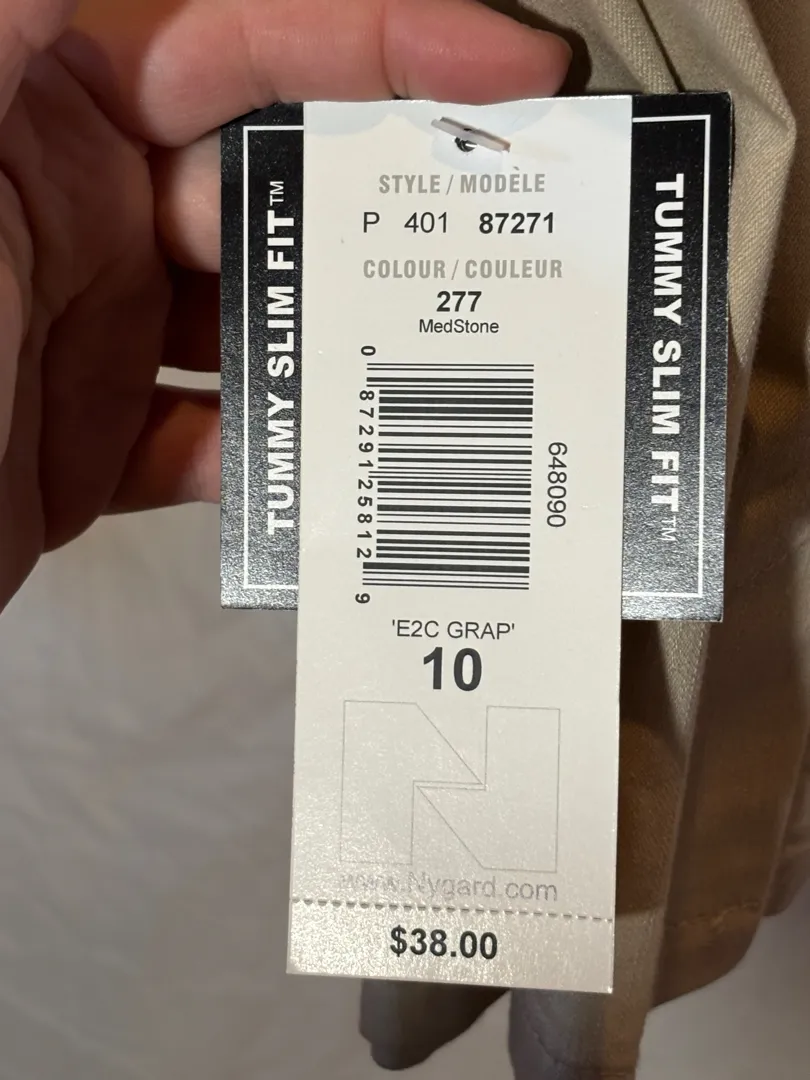 STYLE / MODÈLE
P 401 87271
COLOUR / COULEUR
277
MedStone
0 87291 25812 9
648090
'E2C GRAP'
10
www.Nygard.com
$38.00
TUMMY SLIM FIT™
TUMMY SLIM FIT™